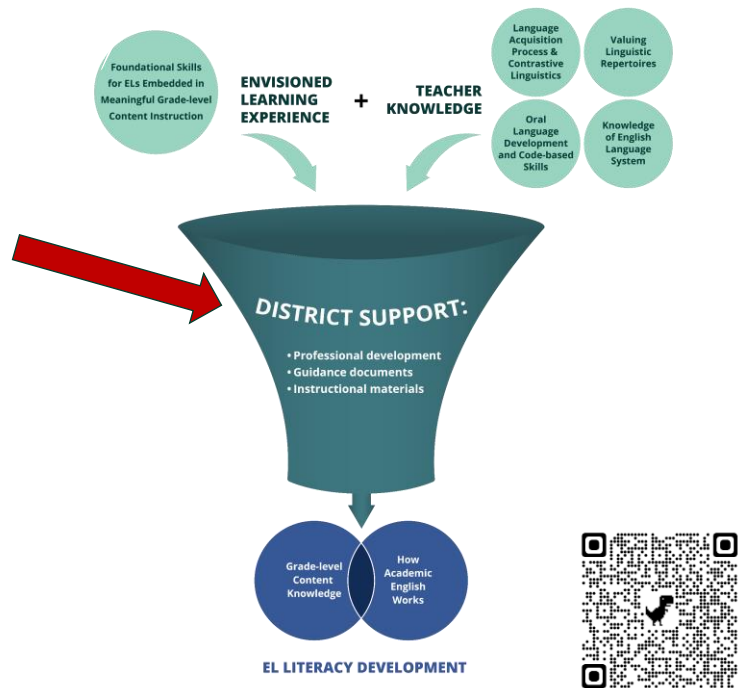 Foundational Skills
for ELs Embedded in
Meaningful Grade-level
Content Instruction
ENVISIONED
LEARNING
EXPERIENCE
+
TEACHER
KNOWLEDGE
Language
Acquisition
Process &
Contrastive
Linguistics
Valuing
Linguistic
Repertoires
Oral
Language
Development
and Code-based
Skills
Knowledge
of English
Language
System
DISTRICT SUPPORT:
• Professional development
• Guidance documents
• Instructional materials
Grade-level
Content
Knowledge
How
Academic
English
Works
EL LITERACY DEVELOPMENT